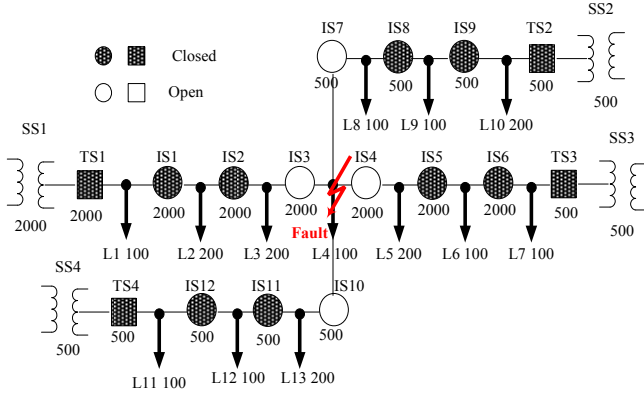 IS7 IS8 IS9 TS2 SS2
Closed
500 500 500 500
Open
500
L8 100 L9 100 L10 200
SS1 SS3
TS1 IS1 IS2 IS3 IS4 IS5 IS6 TS3
2000 2000 2000 2000 2000 2000 2000 500
2000 500
Fault
L1 100 L2 200 L3 200 L4 100 L5 200 L6 100 L7 100
SS4
TS4 IS12 IS11 IS10
500 500 500 500
500
L11 100 L12 100 L13 200